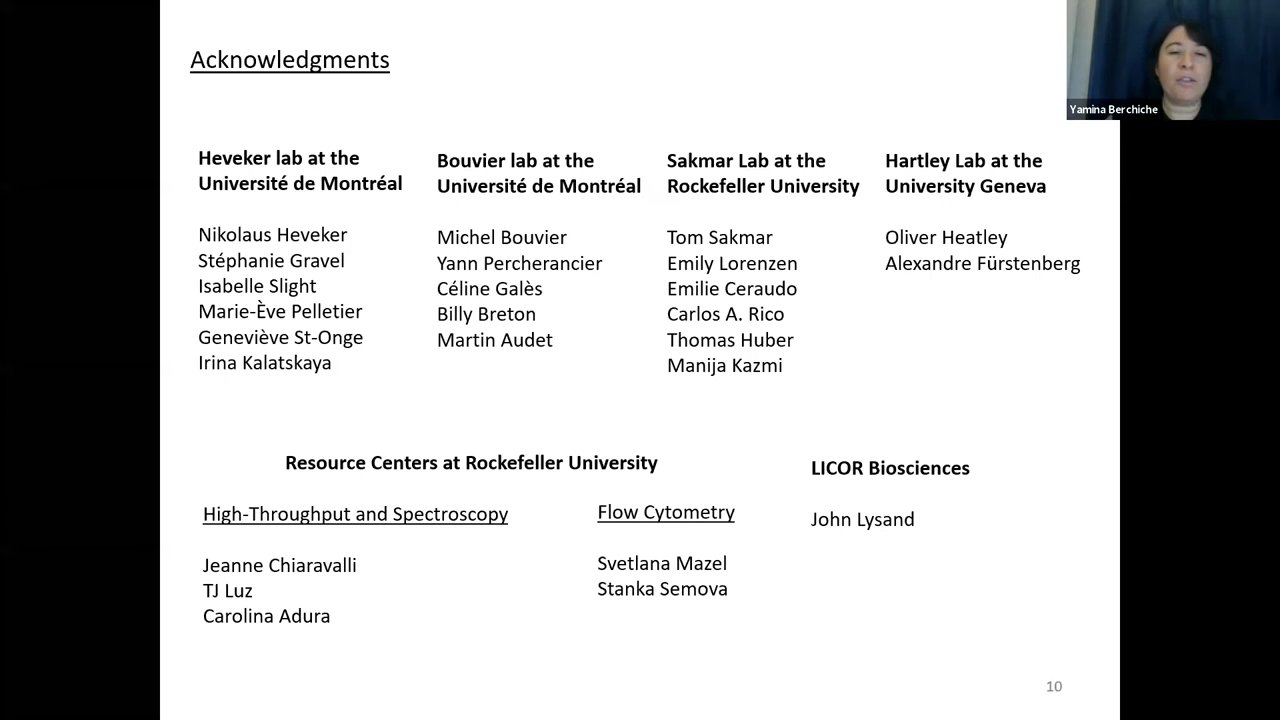 Acknowledgments
Yamina Berchiche
Heveker lab at the
Université de Montréal
Nikolaus Heveker
Stéphanie Gravel
Isabelle Slight
Marie-Ève Pelletier
Geneviève St-Onge
Irina Kalatskaya
Bouvier lab at the
Université de Montréal
Michel Bouvier
Yann Percherancier
Céline Galès
Billy Breton
Martin Audet
Sakmar Lab at the
Rockefeller University
Tom Sakmar
Emily Lorenzen
Emilie Ceraudo
Carlos A. Rico
Thomas Huber
Manija Kazmi
Hartley Lab at the
University Geneva
Oliver Heatley
Alexandre Fürstenberg
Resource Centers at Rockefeller University
High-Throughput and Spectroscopy
Jeanne Chiaravalli
TJ Luz
Carolina Adura
Flow Cytometry
Svetlana Mazel
Stanka Semova
LICOR Biosciences
John Lysand
10